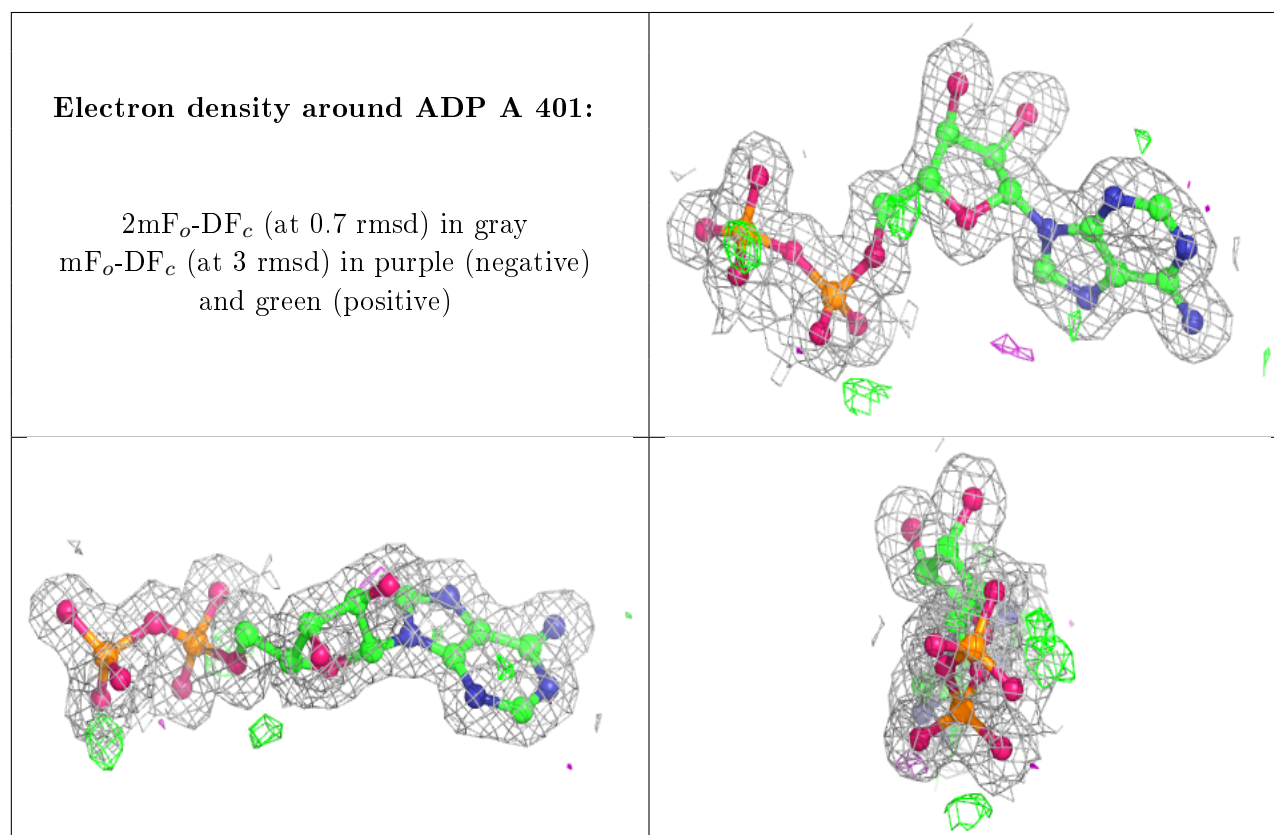 Electron density around ADP A 401:
2mFₒ-DF𝒸 (at 0.7 rmsd) in gray
mFₒ-DF𝒸 (at 3 rmsd) in purple (negative)
and green (positive)